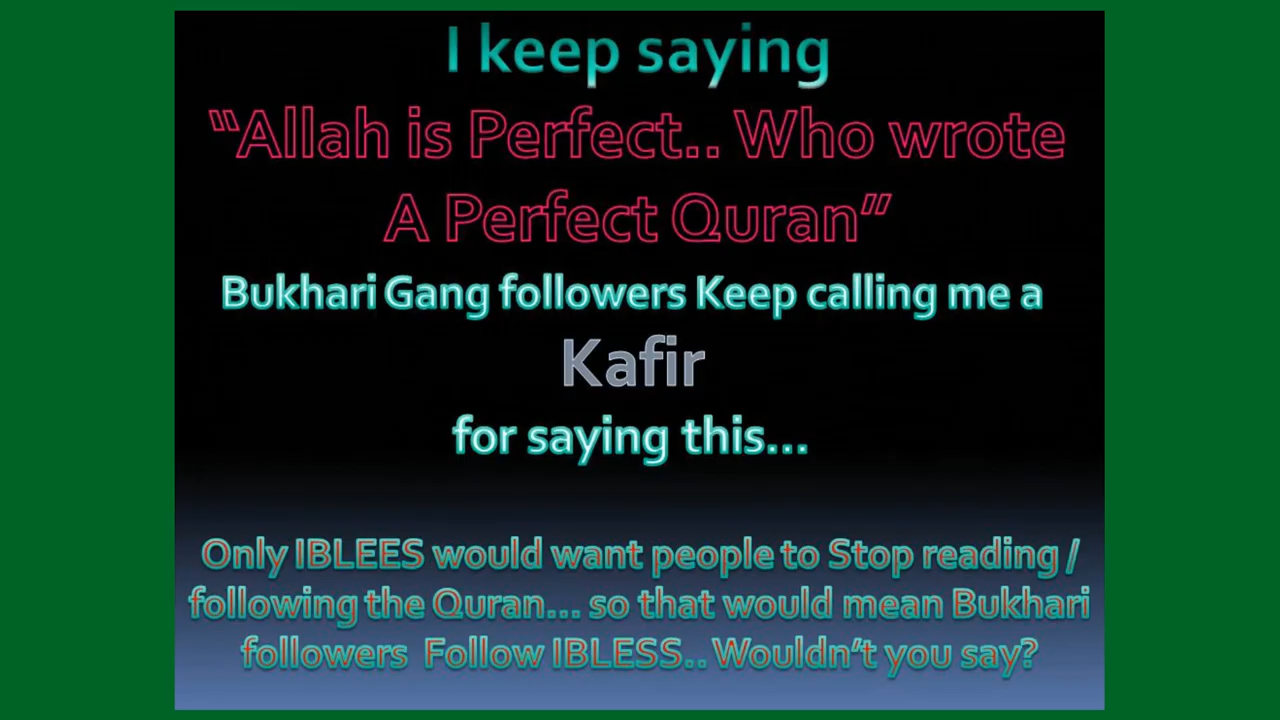 I keep saying
“Allah is Perfect.. Who wrote
A Perfect Quran”
Bukhari Gang followers Keep calling me a
Kafir
for saying this...
Only IBLEES would want people to Stop reading /
following the Quran... so that would mean Bukhari
followers Follow IBLESS.. Wouldn’t you say?